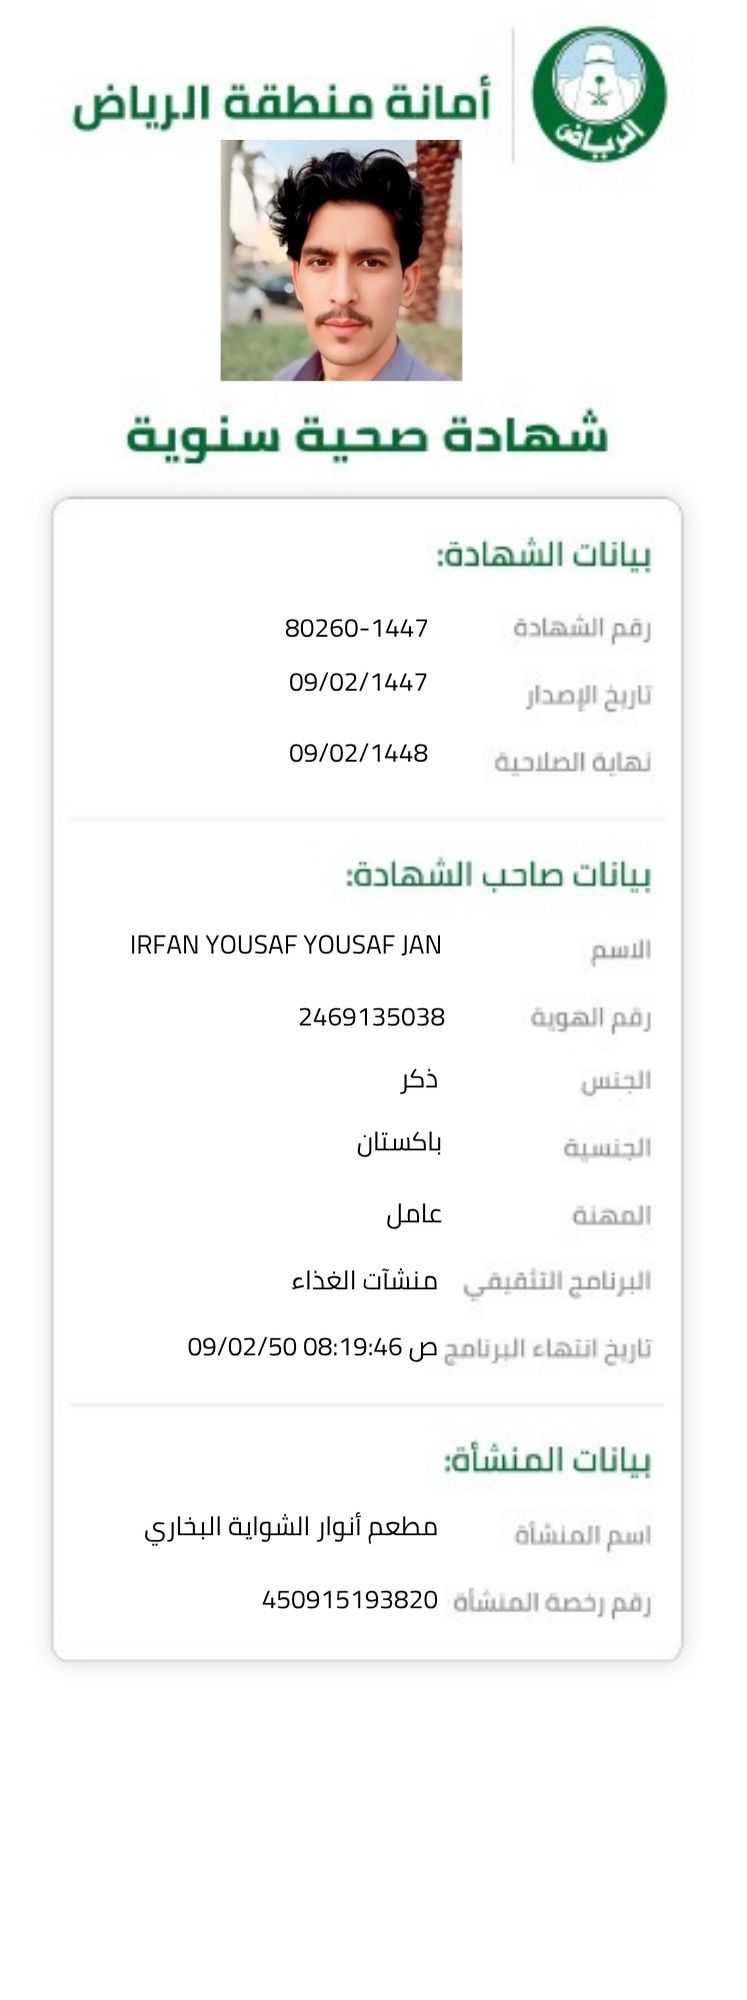 أمانة منطقة الرياض
الرياض
شهادة صحية سنوية
بيانات الشهادة:
رقم الشهادة 80260-1447
تاريخ الإصدار 09/02/1447
نهاية الصلاحية 09/02/1448
بيانات صاحب الشهادة:
الاسم IRFAN YOUSAF YOUSAF JAN
رقم الهوية 2469135038
الجنس ذكر
الجنسية باكستان
المهنة عامل
البرنامج التثقيفي منشآت الغذاء
تاريخ انتهاء البرنامج ص 08:19:46 09/02/50
بيانات المنشأة:
اسم المنشأة مطعم أنوار الشواية البخاري
رقم رخصة المنشأة 450915193820